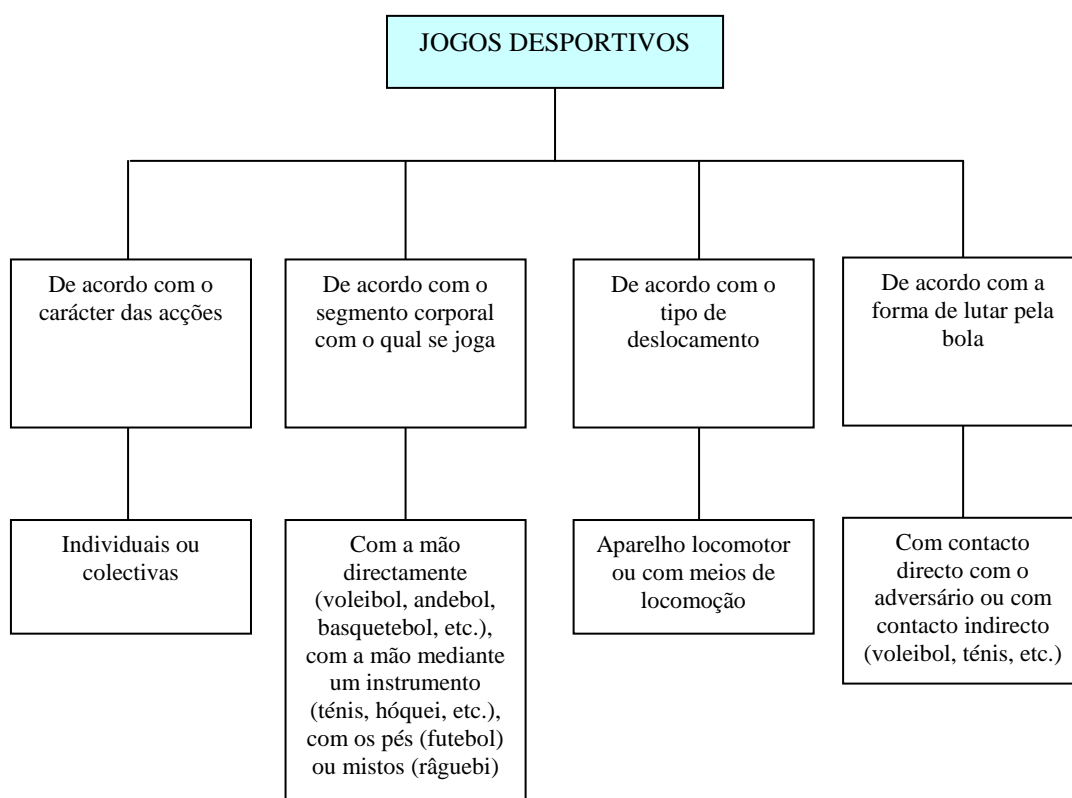 JOGOS DESPORTIVOS
De acordo com o
carácter das acções
De acordo com o
segmento corporal
com o qual se joga
De acordo com o
tipo de
deslocamento
De acordo com a
forma de lutar pela
bola
Individuais ou
colectivas
Com a mão
directamente
(voleibol, andebol,
basquetebol, etc.),
com a mão mediante
um instrumento
(ténis, hóquei, etc.),
com os pés (futebol)
ou mistos (râguebi)
Aparelho locomotor
ou com meios de
locomoção
Com contacto
directo com o
adversário ou com
contacto indirecto
(voleibol, ténis, etc.)